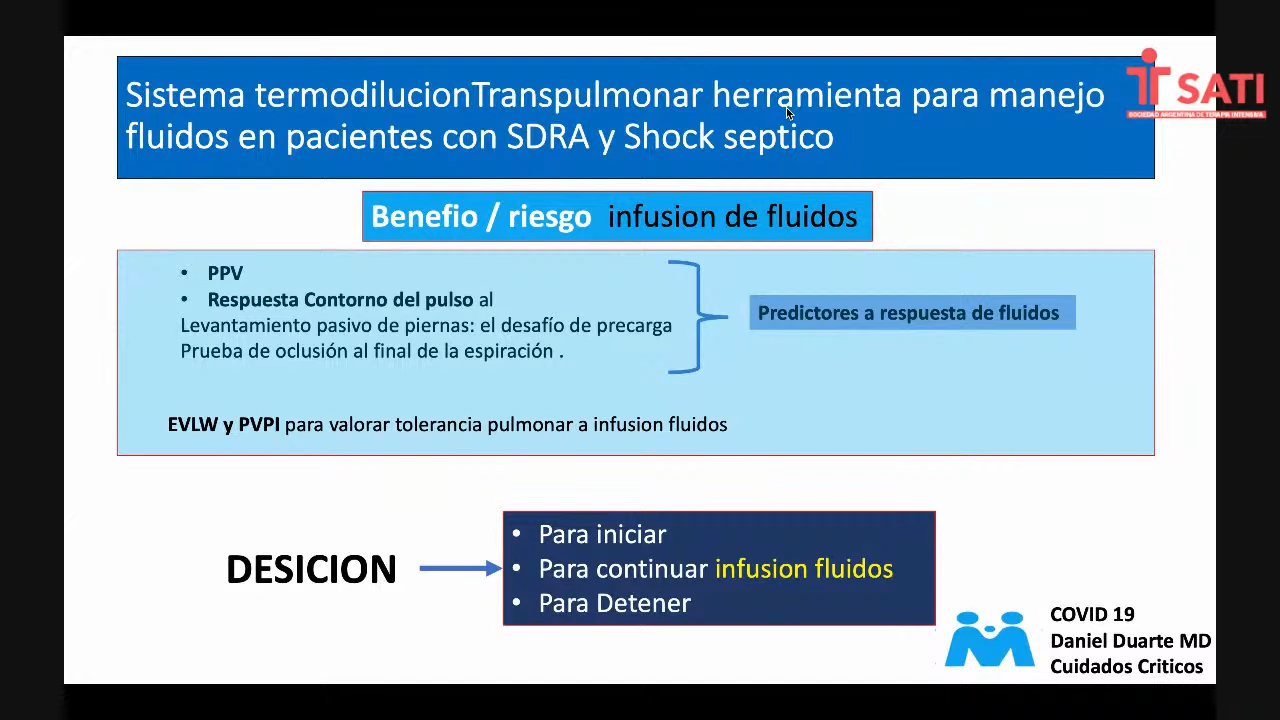 Sistema termodilucionTranspulmonar herramienta para manejo
fluidos en pacientes con SDRA y Shock septico
SATI
SOCIEDAD ARGENTINA DE TERAPIA INTENSIVA
Benefio / riesgo infusion de fluidos
• PPV
• Respuesta Contorno del pulso al
Levantamiento pasivo de piernas: el desafío de precarga
Prueba de oclusión al final de la espiración .
Predictores a respuesta de fluidos
EVLW y PVPI para valorar tolerancia pulmonar a infusion fluidos
DESICION
• Para iniciar
• Para continuar infusion fluidos
• Para Detener
COVID 19
Daniel Duarte MD
Cuidados Criticos